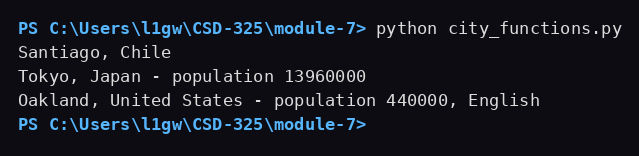 PS C:\Users\l1gw\CSD-325\module-7> python city_functions.py
Santiago, Chile
Tokyo, Japan - population 13960000
Oakland, United States - population 440000, English
PS C:\Users\l1gw\CSD-325\module-7>